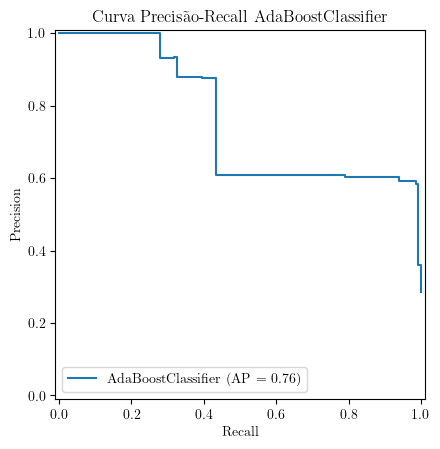 Curva Precisão-Recall AdaBoostClassifier
1.0
0.8
0.6
0.4
0.2
0.0
Precision
AdaBoostClassifier (AP = 0.76)
0.0 0.2 0.4 0.6 0.8 1.0
Recall